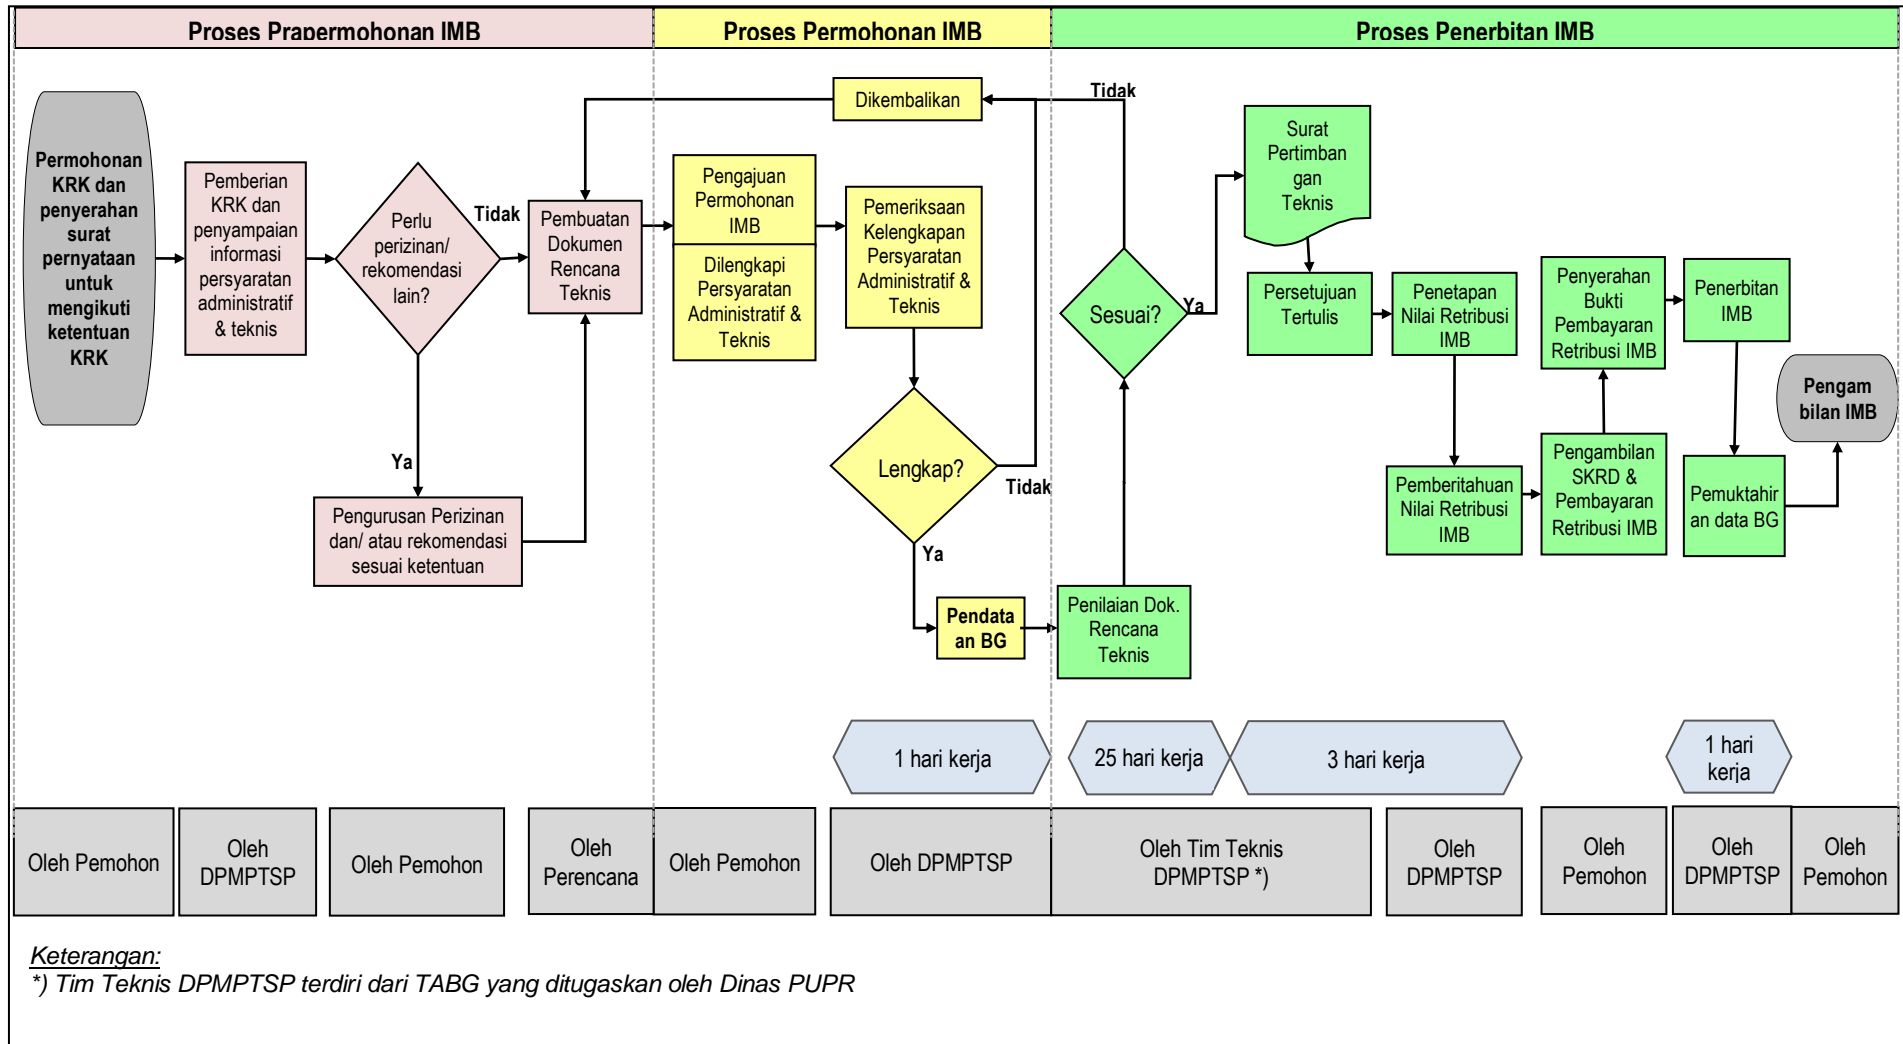 Proses Prapermohonan IMB
Proses Permohonan IMB
Proses Penerbitan IMB
Permohonan
KRK dan
penyerahan
surat
pernyataan
untuk
mengikuti
ketentuan
KRK
Pemberian
KRK dan
penyampaian
informasi
persyaratan
administratif
& teknis
Perlu
perizinan/
rekomendasi
lain?
Tidak
Ya
Pengurusan Perizinan
dan/ atau rekomendasi
sesuai ketentuan
Pembuatan
Dokumen
Rencana
Teknis
Dikembalikan
Pengajuan
Permohonan
IMB
Dilengkapi
Persyaratan
Administratif &
Teknis
Pemeriksaan
Kelengkapan
Persyaratan
Administratif &
Teknis
Lengkap?
Tidak
Ya
Pendata
an BG
Penilaian Dok.
Rencana
Teknis
Sesuai?
Tidak
Ya
Surat
Pertimban
gan
Teknis
Persetujuan
Tertulis
Penetapan
Nilai Retribusi
IMB
Pemberitahuan
Nilai Retribusi
IMB
Pengambilan
SKRD &
Pembayaran
Retribusi IMB
Penyerahan
Bukti
Pembayaran
Retribusi IMB
Penerbitan
IMB
Pemuktahir
an data BG
Pengam
bilan IMB
1 hari kerja
25 hari kerja
3 hari kerja
1 hari
kerja
Oleh Pemohon
Oleh
DPMPTSP
Oleh Pemohon
Oleh
Perencana
Oleh Pemohon
Oleh DPMPTSP
Oleh Tim Teknis
DPMPTSP *)
Oleh
DPMPTSP
Oleh
Pemohon
Oleh
DPMPTSP
Oleh
Pemohon
Keterangan:
*) Tim Teknis DPMPTSP terdiri dari TABG yang ditugaskan oleh Dinas PUPR